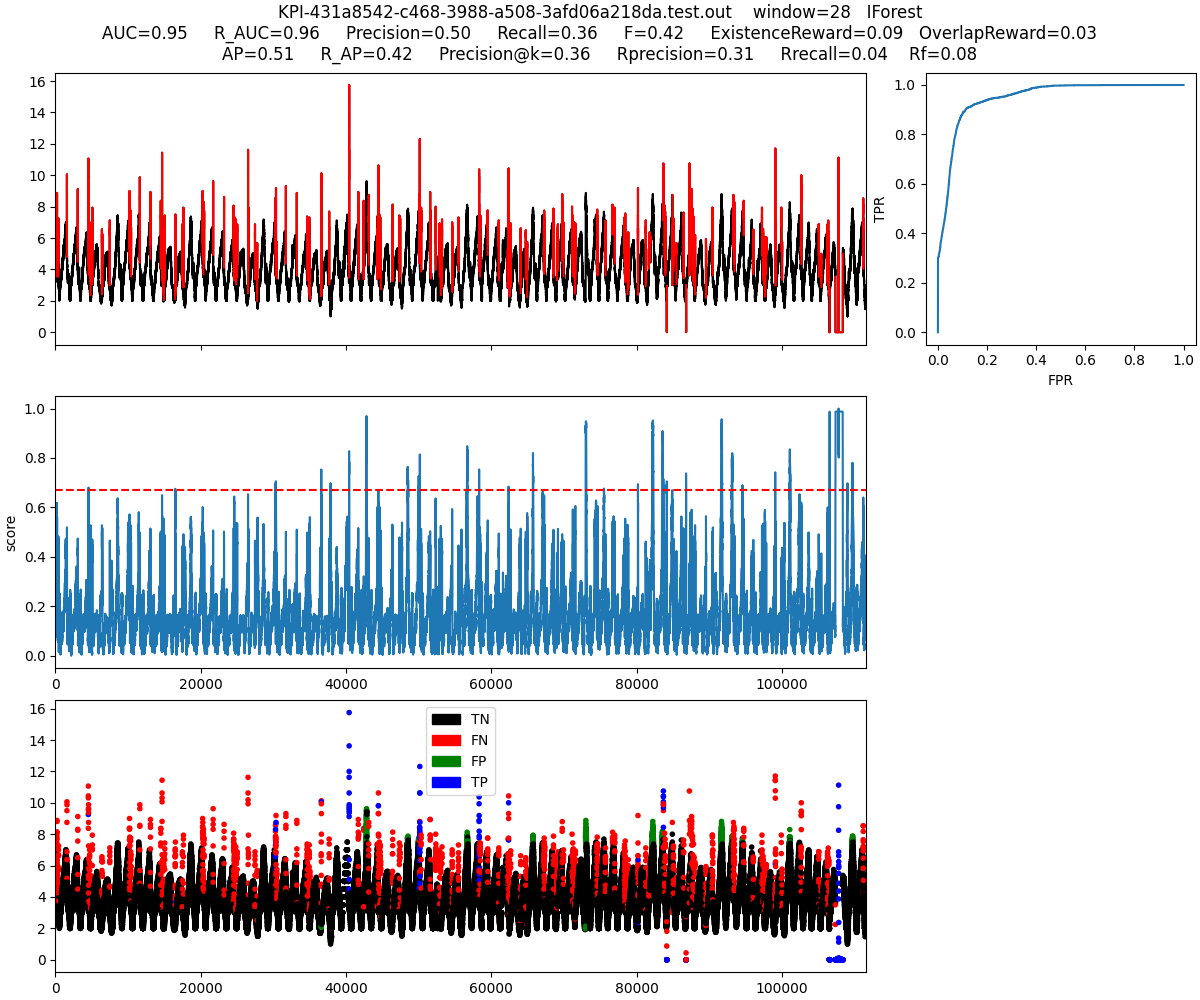 KPI-431a8542-c468-3988-a508-3afd06a218da.test.out    window=28   IForest
AUC=0.95     R_AUC=0.96     Precision=0.50     Recall=0.36     F=0.42     ExistenceReward=0.09   OverlapReward=0.03
AP=0.51     R_AP=0.42     Precision@k=0.36     Rprecision=0.31     Rrecall=0.04     Rf=0.08
16
14
12
10
8
6
4
2
0
1.0
0.8
0.6
0.4
0.2
0.0
TPR
0.0 0.2 0.4 0.6 0.8 1.0
FPR
1.0
0.8
0.6
0.4
0.2
0.0
score
0 20000 40000 60000 80000 100000
16
14
12
10
8
6
4
2
0
TN
FN
FP
TP
0 20000 40000 60000 80000 100000